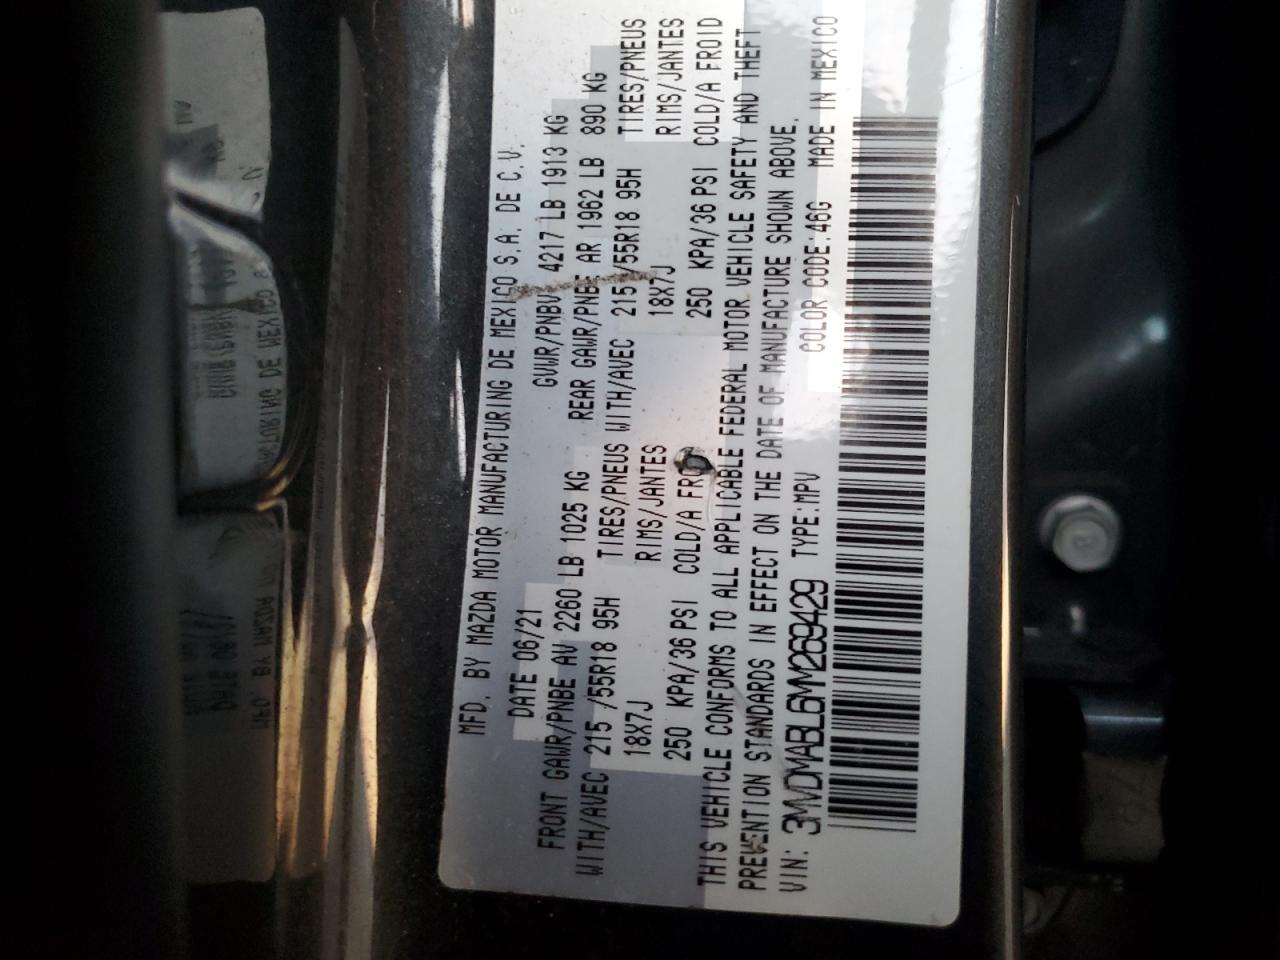 MFD. BY MAZDA MOTOR MANUFACTURING DE MEXICO S.A. DE C.V.
DATE 06/21 GVWR/PNBV 4217 LB 1913 KG
FRONT GAWR/PNBE AV 2260 LB 1025 KG REAR GAWR/PNBE AR 1962 LB 890 KG
WITH/AVEC 215 /55R18 95H TIRES/PNEUS WITH/AVEC 215 /55R18 95H TIRES/PNEUS
18X7J RIMS/JANTES 18X7J RIMS/JANTES
250 KPA/36 PSI COLD/A FROID 250 KPA/36 PSI COLD/A FROID
THIS VEHICLE CONFORMS TO ALL APPLICABLE FEDERAL MOTOR VEHICLE SAFETY AND THEFT
PREVENTION STANDARDS IN EFFECT ON THE DATE OF MANUFACTURE SHOWN ABOVE.
VIN: 3MVDMABL6MM269429 TYPE:MPV COLOR CODE:46G MADE IN MEXICO